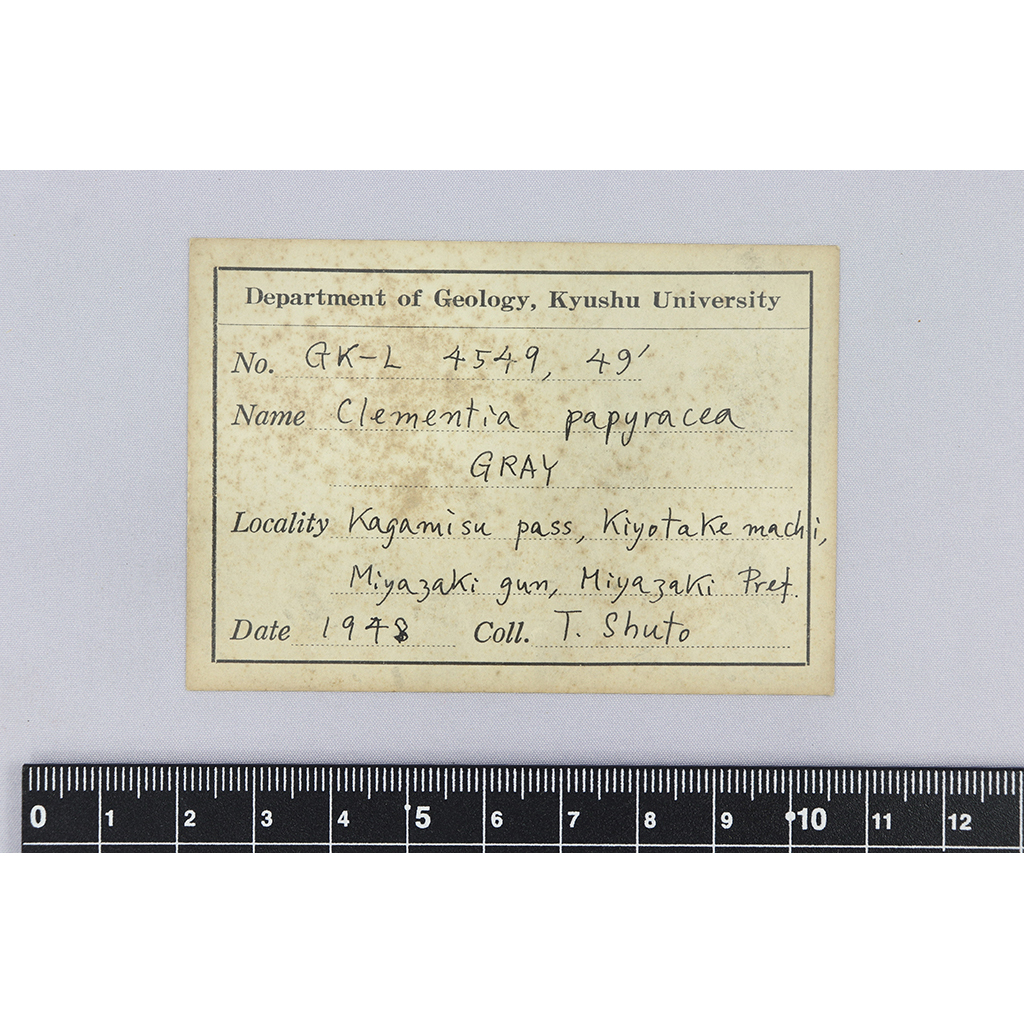 Department of Geology, Kyushu University
No. GK-L 4549, 49′
Name Clementia papyracea
GRAY
Locality Kagamisu pass, Kiyotake machi,
Miyazaki gun, Miyazaki Pref.
Date 1948 Coll. T. Shuto
0 1 2 3 4 5 6 7 8 9 10 11 12